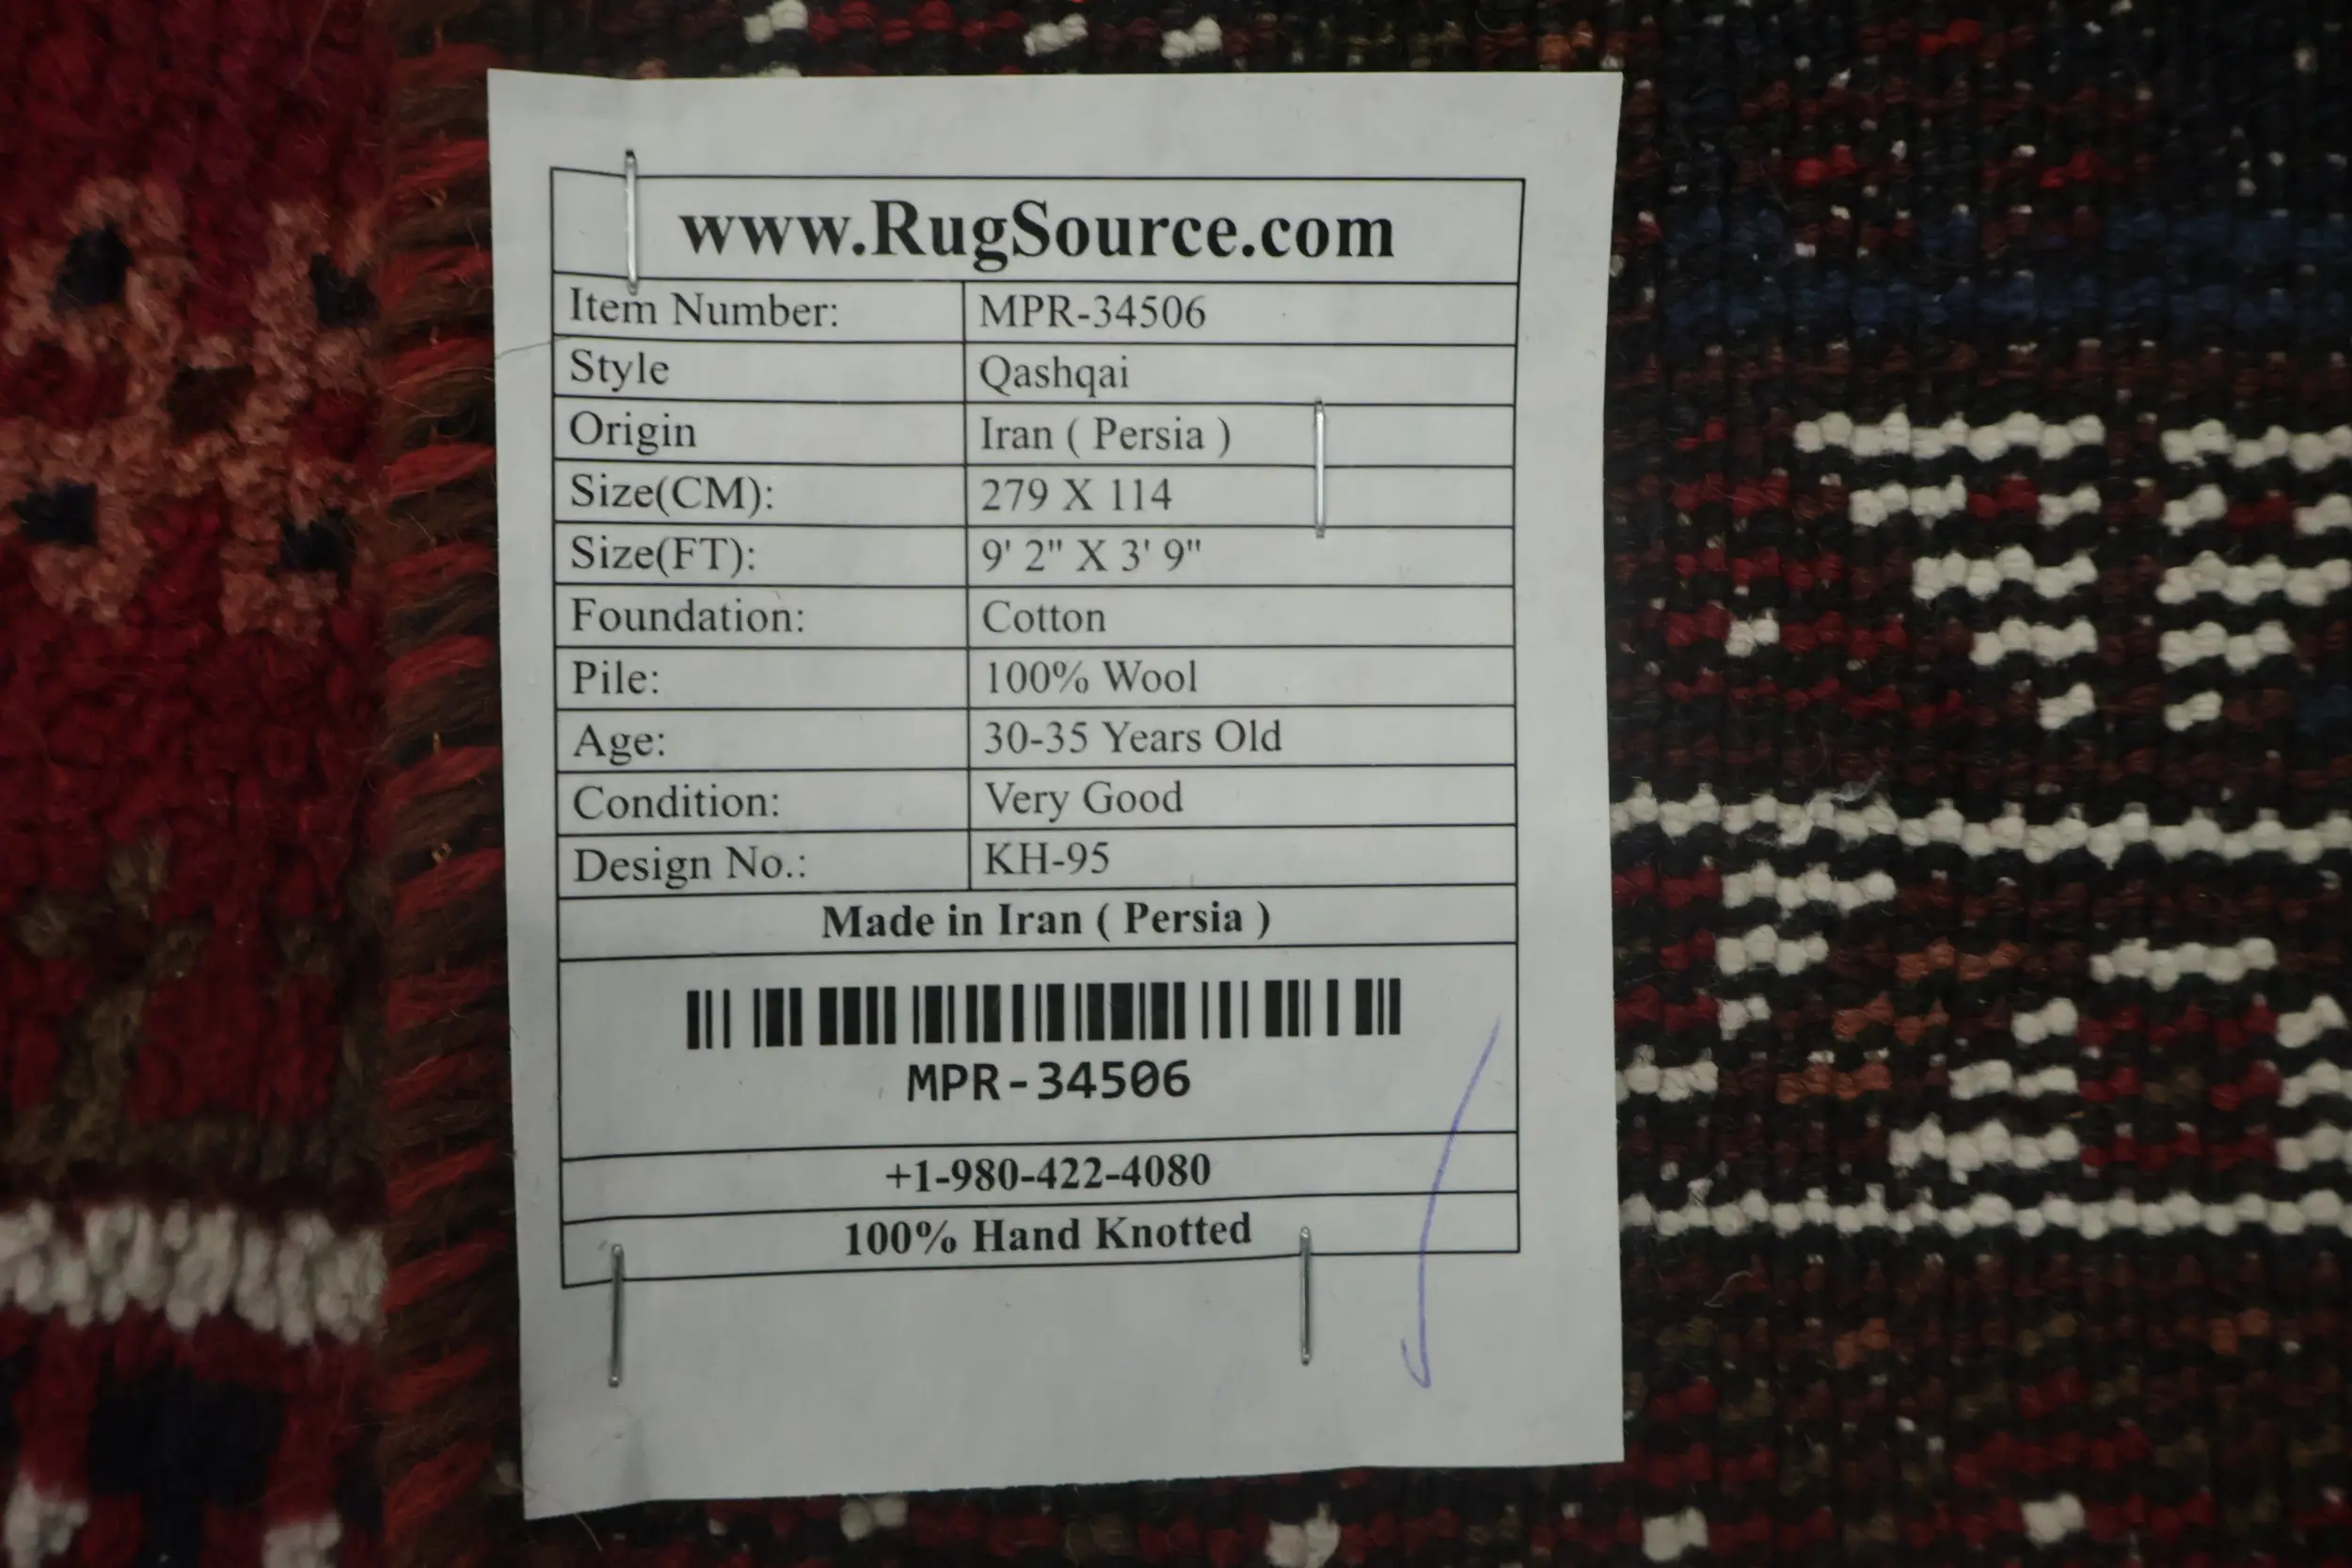 www.RugSource.com
Item Number: MPR-34506
Style Qashqai
Origin Iran ( Persia )
Size(CM): 279 X 114
Size(FT): 9' 2" X 3' 9"
Foundation: Cotton
Pile: 100% Wool
Age: 30-35 Years Old
Condition: Very Good
Design No.: KH-95
Made in Iran ( Persia )
MPR-34506
+1-980-422-4080
100% Hand Knotted